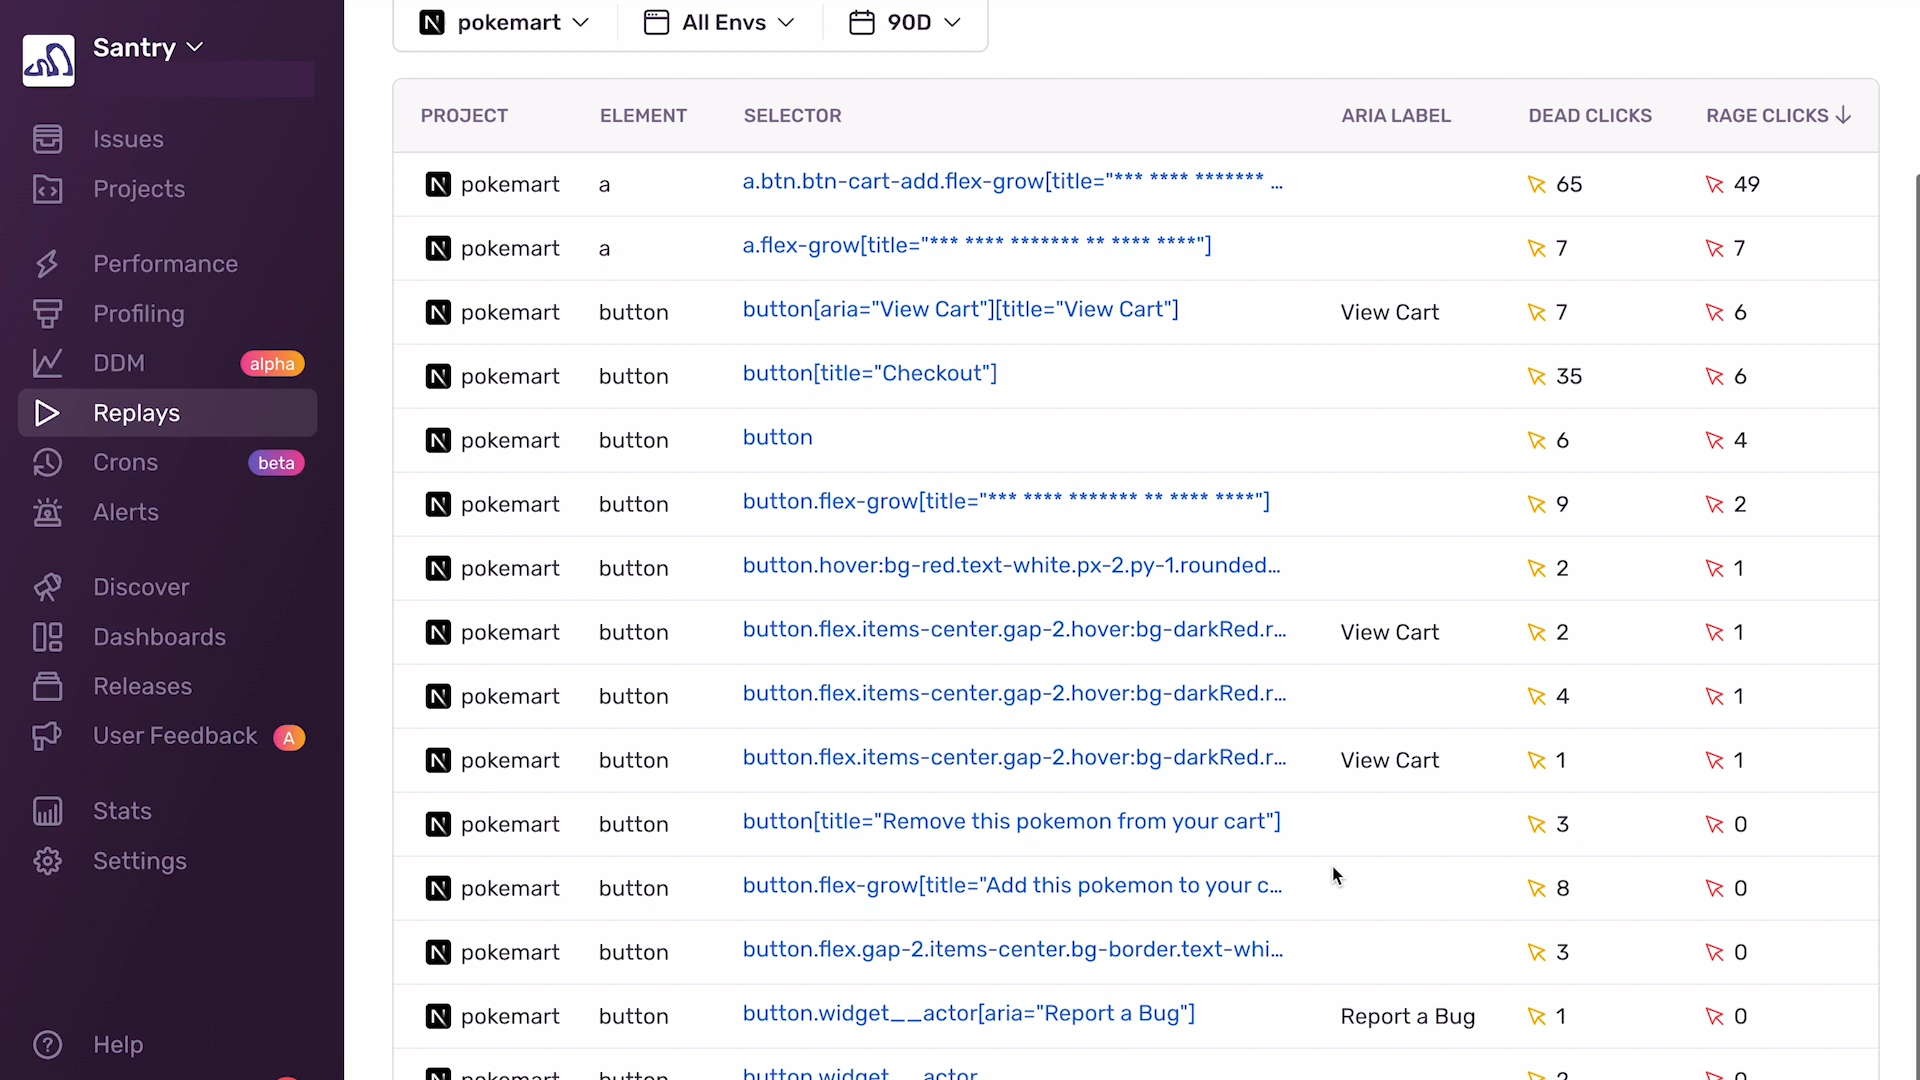 pokemart All Envs 90D
Santry
Issues
Projects
Performance
Profiling
DDM alpha
Replays
Crons beta
Alerts
Discover
Dashboards
Releases
User Feedback A
Stats
Settings
Help
PROJECT ELEMENT SELECTOR ARIA LABEL DEAD CLICKS RAGE CLICKS
pokemart a a.btn.btn-cart-add.flex-grow[title="*** **** ******* … 65 49
pokemart a a.flex-grow[title="*** **** ******* ** **** ****"] 7 7
pokemart button button[aria="View Cart"][title="View Cart"] View Cart 7 6
pokemart button button[title="Checkout"] 35 6
pokemart button button 6 4
pokemart button button.flex-grow[title="*** **** ******* ** **** ****"] 9 2
pokemart button button.hover:bg-red.text-white.px-2.py-1.rounded… 2 1
pokemart button button.flex.items-center.gap-2.hover:bg-darkRed.r… View Cart 2 1
pokemart button button.flex.items-center.gap-2.hover:bg-darkRed.r… 4 1
pokemart button button.flex.items-center.gap-2.hover:bg-darkRed.r… View Cart 1 1
pokemart button button[title="Remove this pokemon from your cart"] 3 0
pokemart button button.flex-grow[title="Add this pokemon to your c… 8 0
pokemart button button.flex.gap-2.items-center.bg-border.text-whi… 3 0
pokemart button button.widget__actor[aria="Report a Bug"] Report a Bug 1 0
pokemart button button.widget__actor 2 0